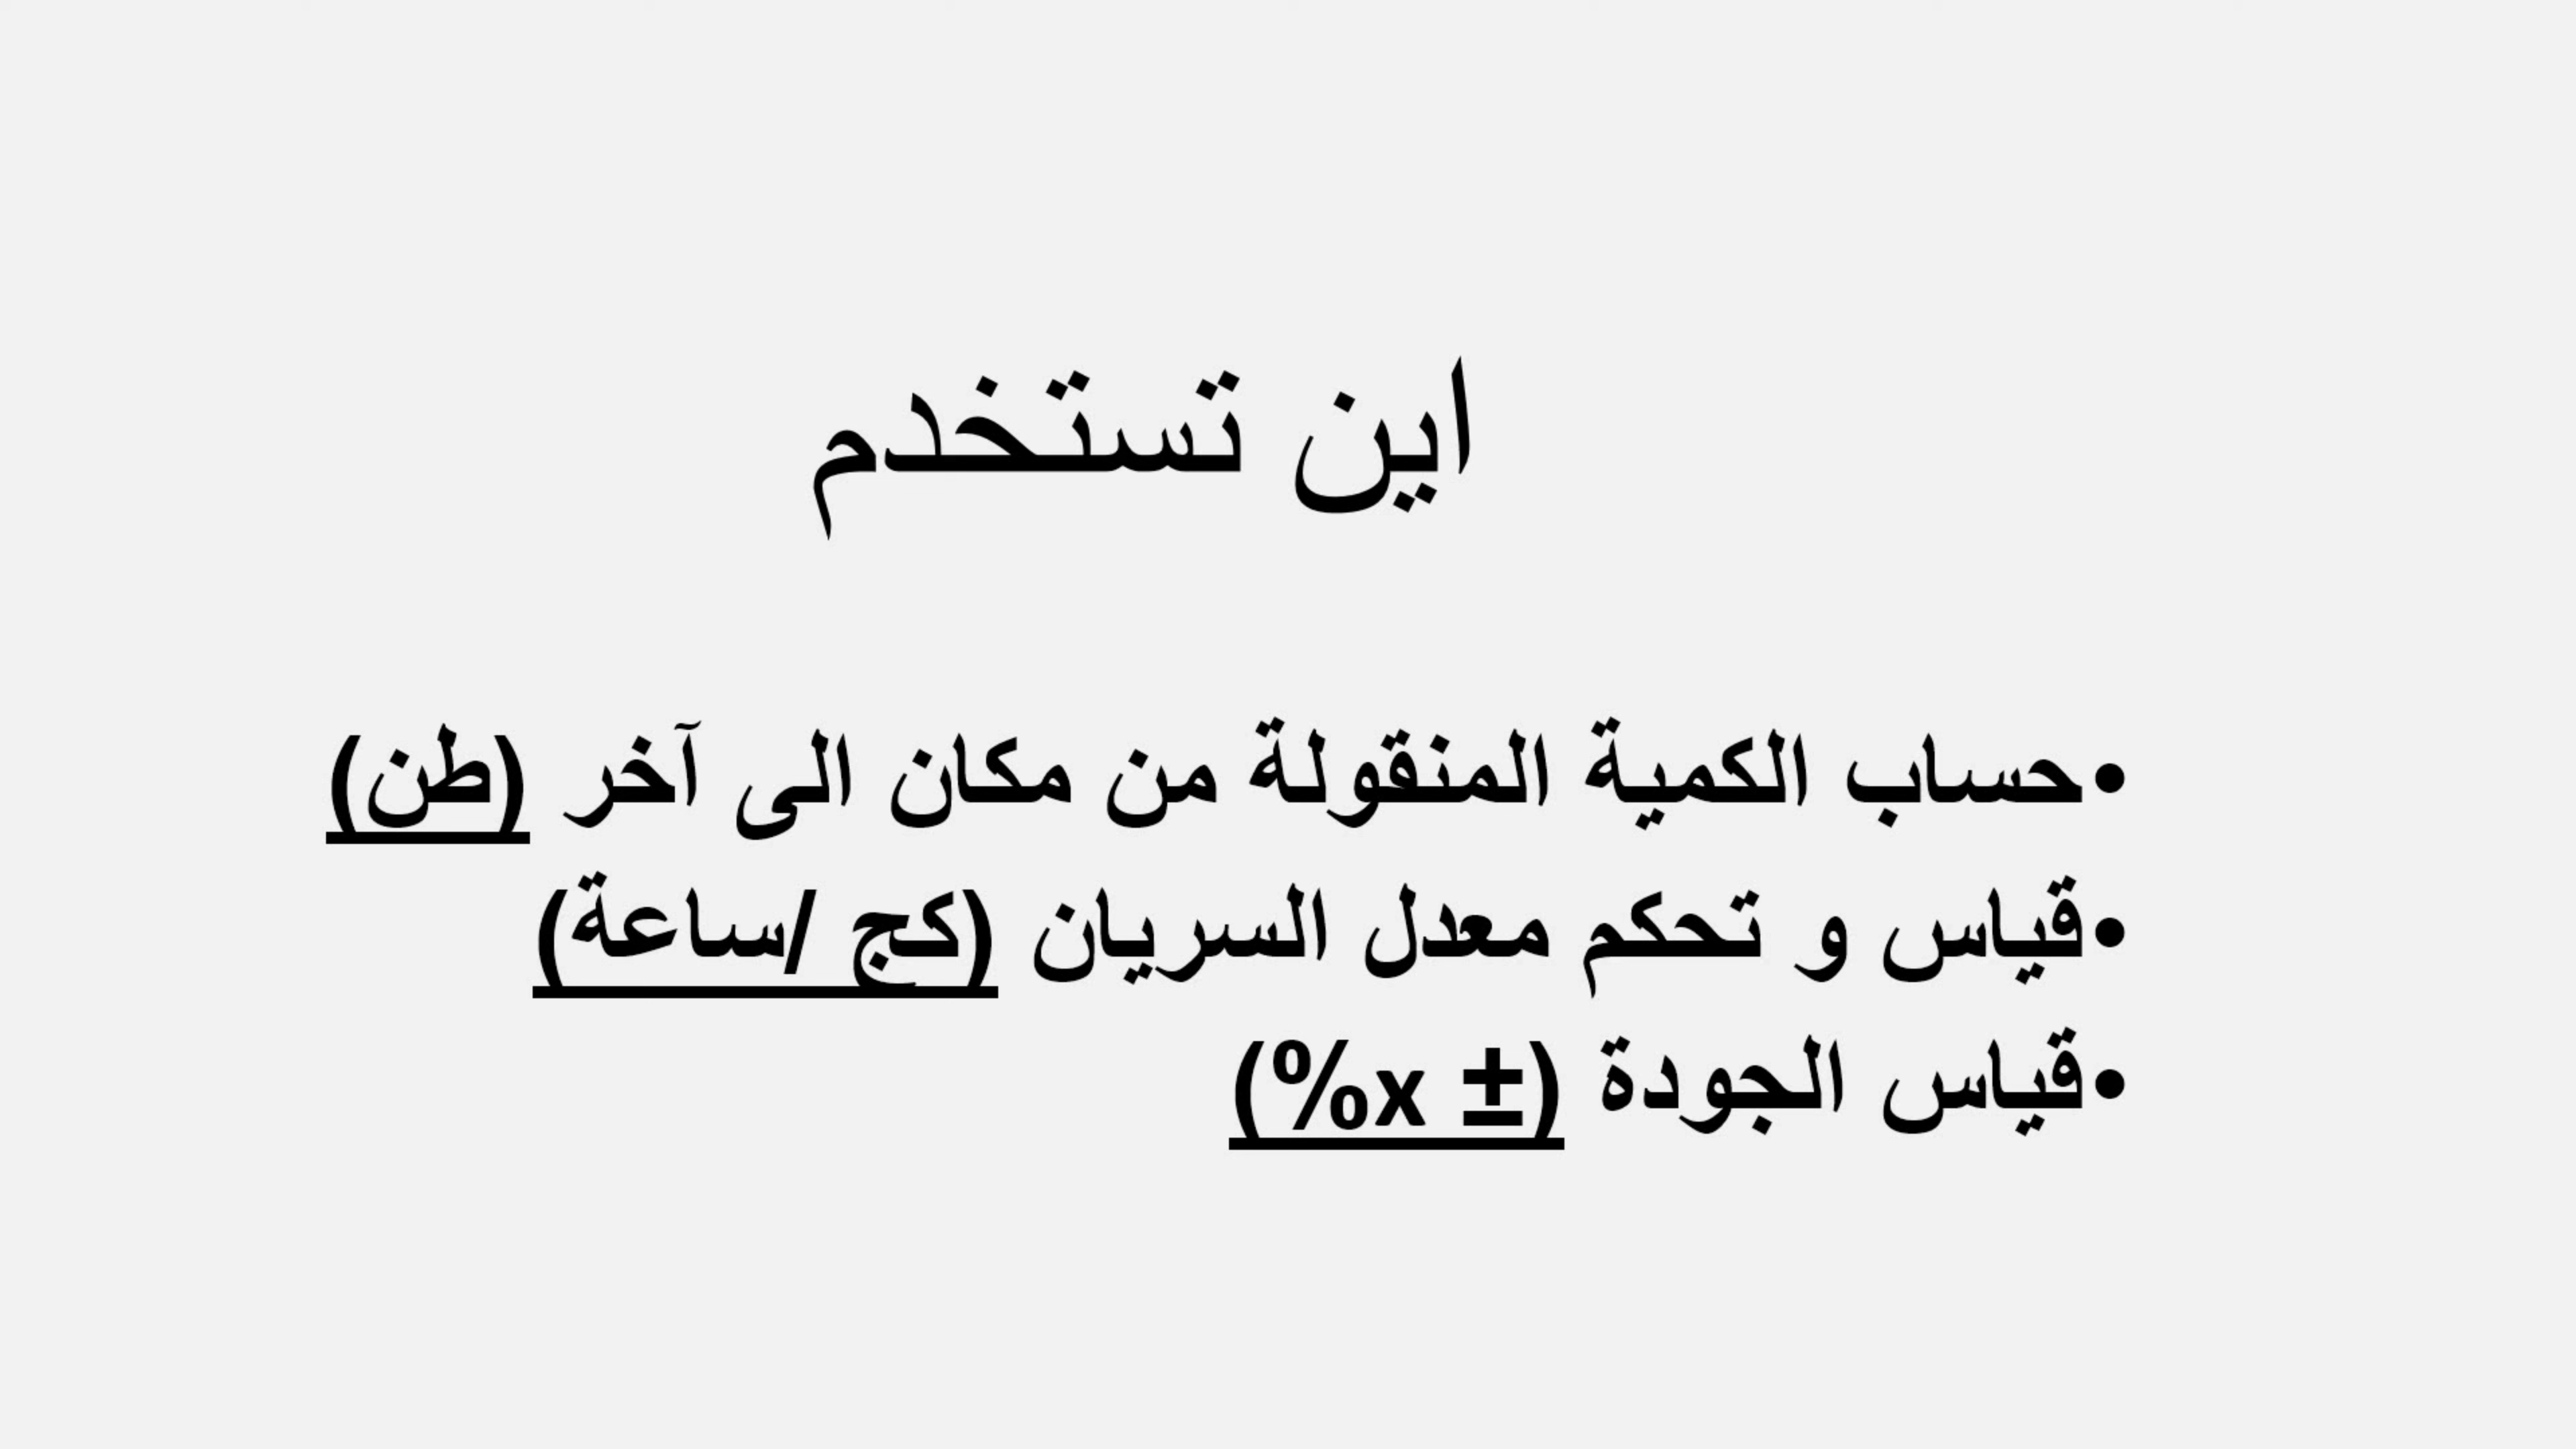 اين تستخدم
•حساب الكمية المنقولة من مكان الى آخر (طن)
•قياس و تحكم معدل السريان (كج /ساعة)
•قياس الجودة (± x%)